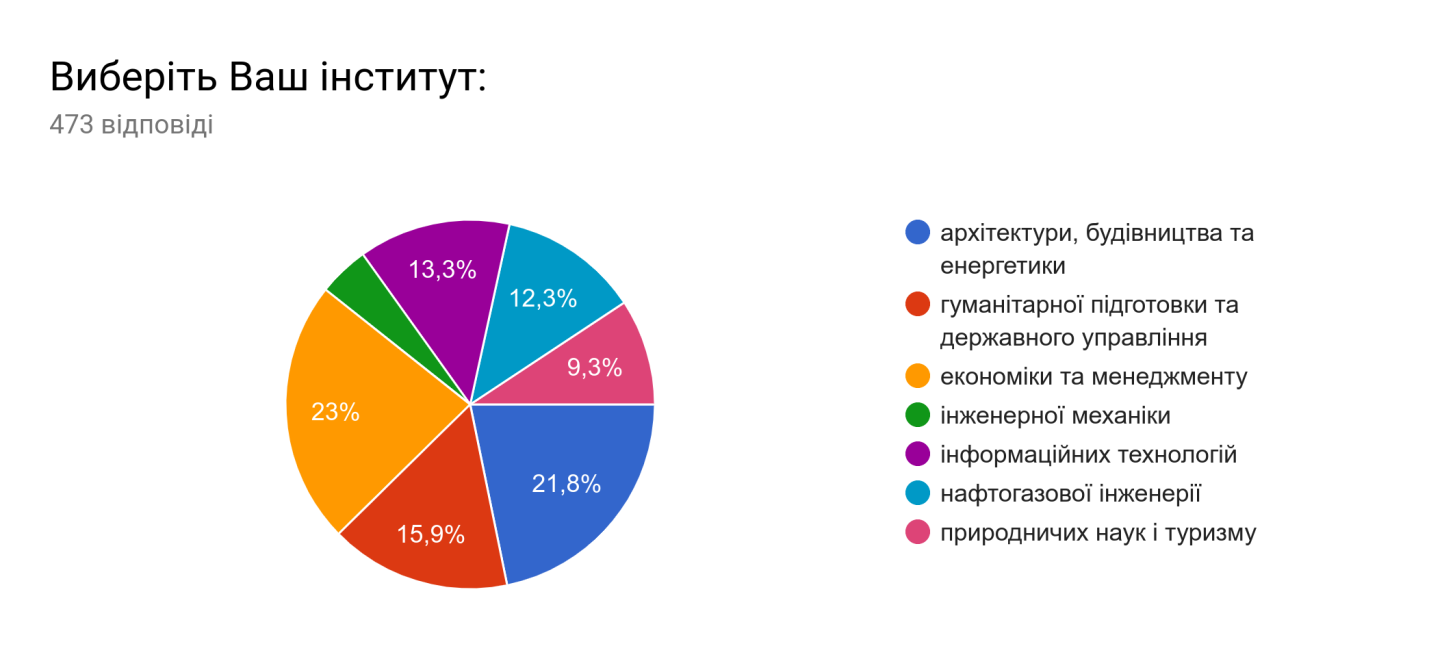 Виберіть Ваш інститут:
473 відповіді
13,3%
12,3%
9,3%
23%
21,8%
15,9%
архітектури, будівництва та
енергетики
гуманітарної підготовки та
державного управління
економіки та менеджменту
інженерної механіки
інформаційних технологій
нафтогазової інженерії
природничих наук і туризму